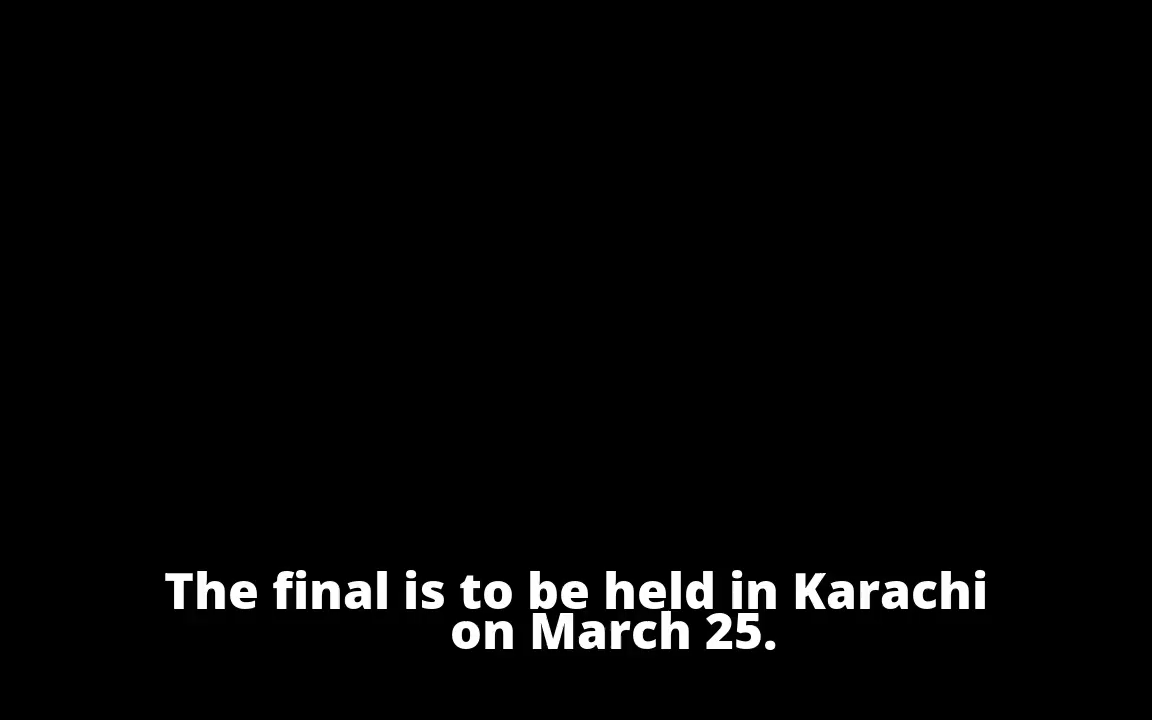 The final is to be held in Karachi
on March 25.